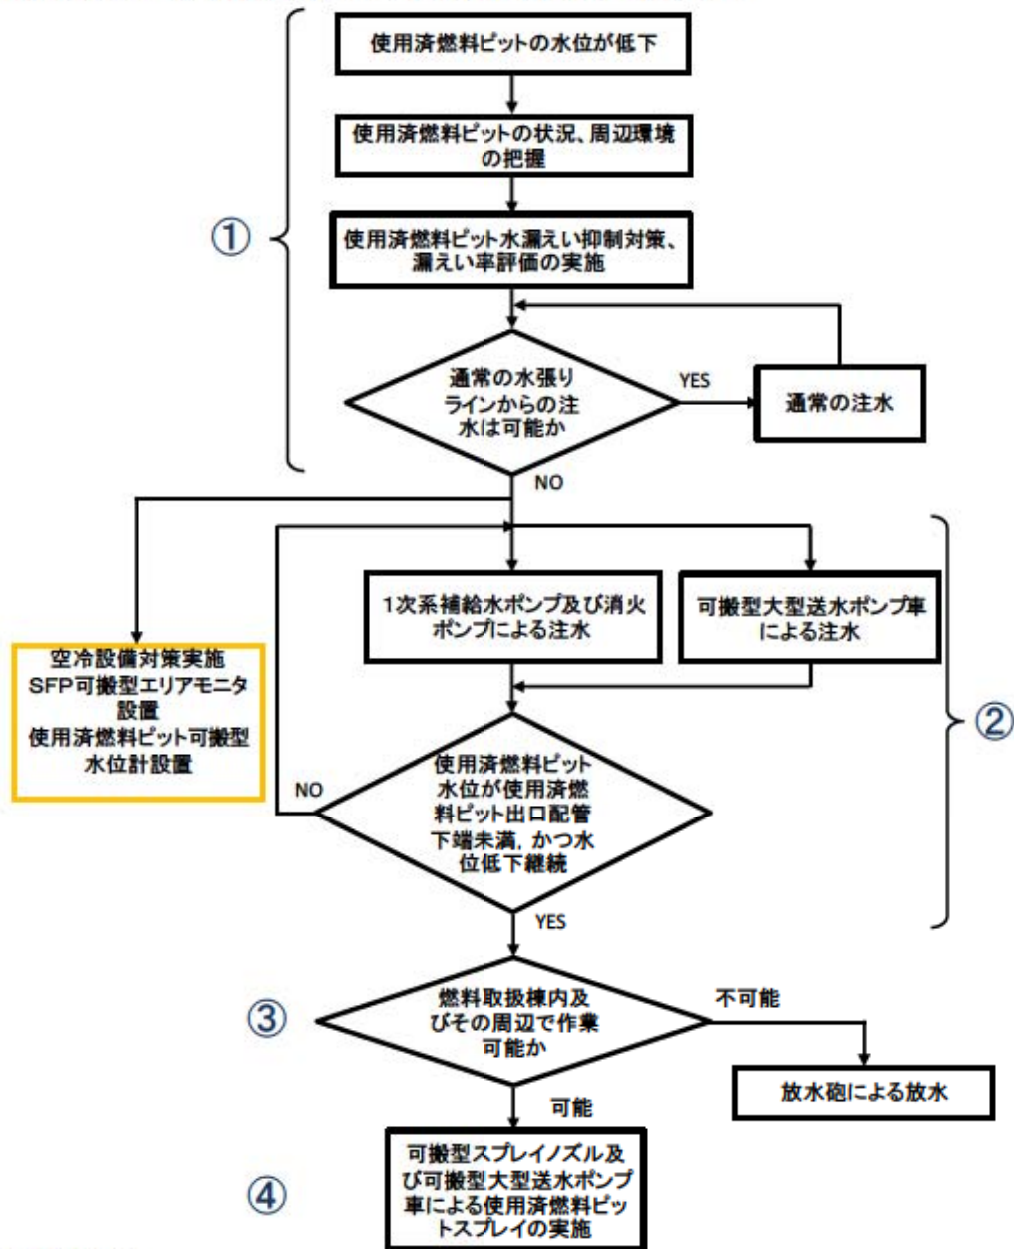 使用済燃料ピットの水位が低下
使用済燃料ピットの状況、周辺環境
の把握
①
使用済燃料ピット水漏えい抑制対策、
漏えい率評価の実施
通常の水張り
ラインからの注
水は可能か
YES
通常の注水
NO
1次系補給水ポンプ及び消火
ポンプによる注水
可搬型大型送水ポンプ車
による注水
空冷設備対策実施
SFP可搬型エリアモニタ
設置
使用済燃料ピット可搬型
水位計設置
②
使用済燃料ピット
水位が使用済燃
料ピット出口配管
下端未満，かつ水
位低下継続
NO
YES
③
燃料取扱棟内及
びその周辺で作業
可能か
不可能
放水砲による放水
可能
④
可搬型スプレイノズル及
び可搬型大型送水ポンプ
車による使用済燃料ピッ
トスプレイの実施